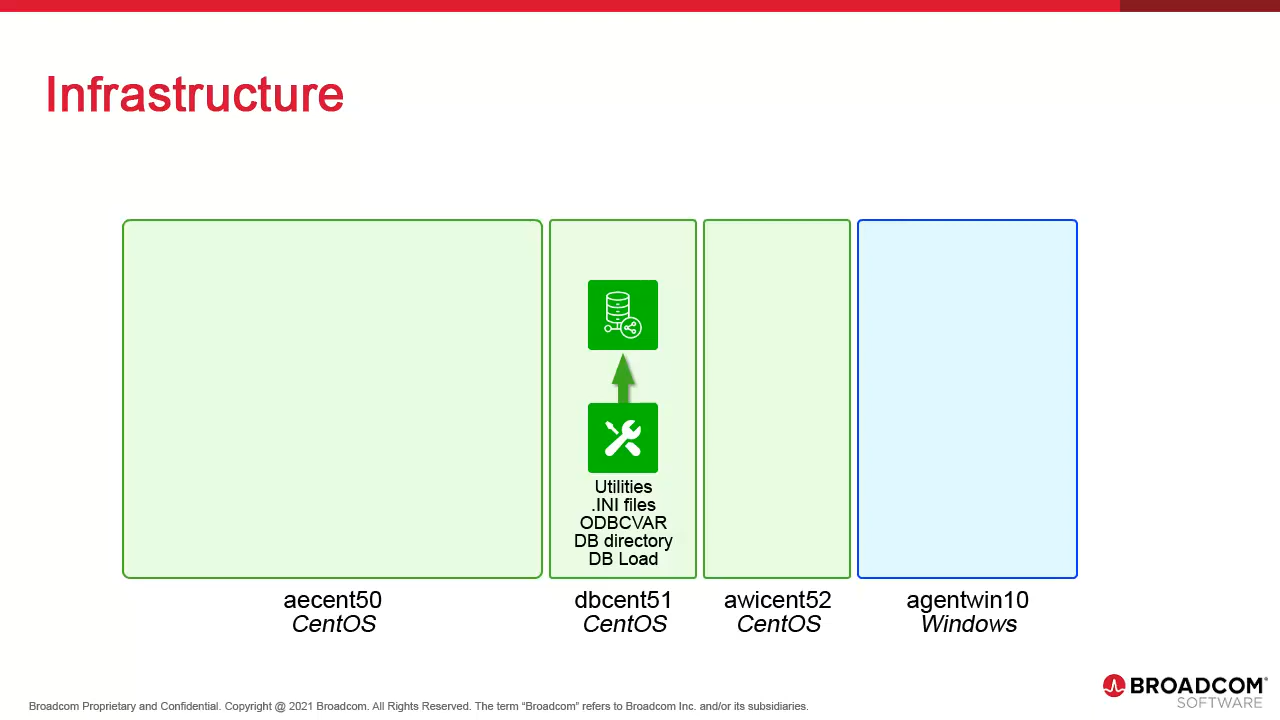 Infrastructure
Utilities
.INI files
ODBCVAR
DB directory
DB Load
aecent50
CentOS
dbcent51
CentOS
awicent52
CentOS
agentwin10
Windows
BROADCOM®
SOFTWARE
Broadcom Proprietary and Confidential. Copyright @ 2021 Broadcom. All Rights Reserved. The term “Broadcom” refers to Broadcom Inc. and/or its subsidiaries.